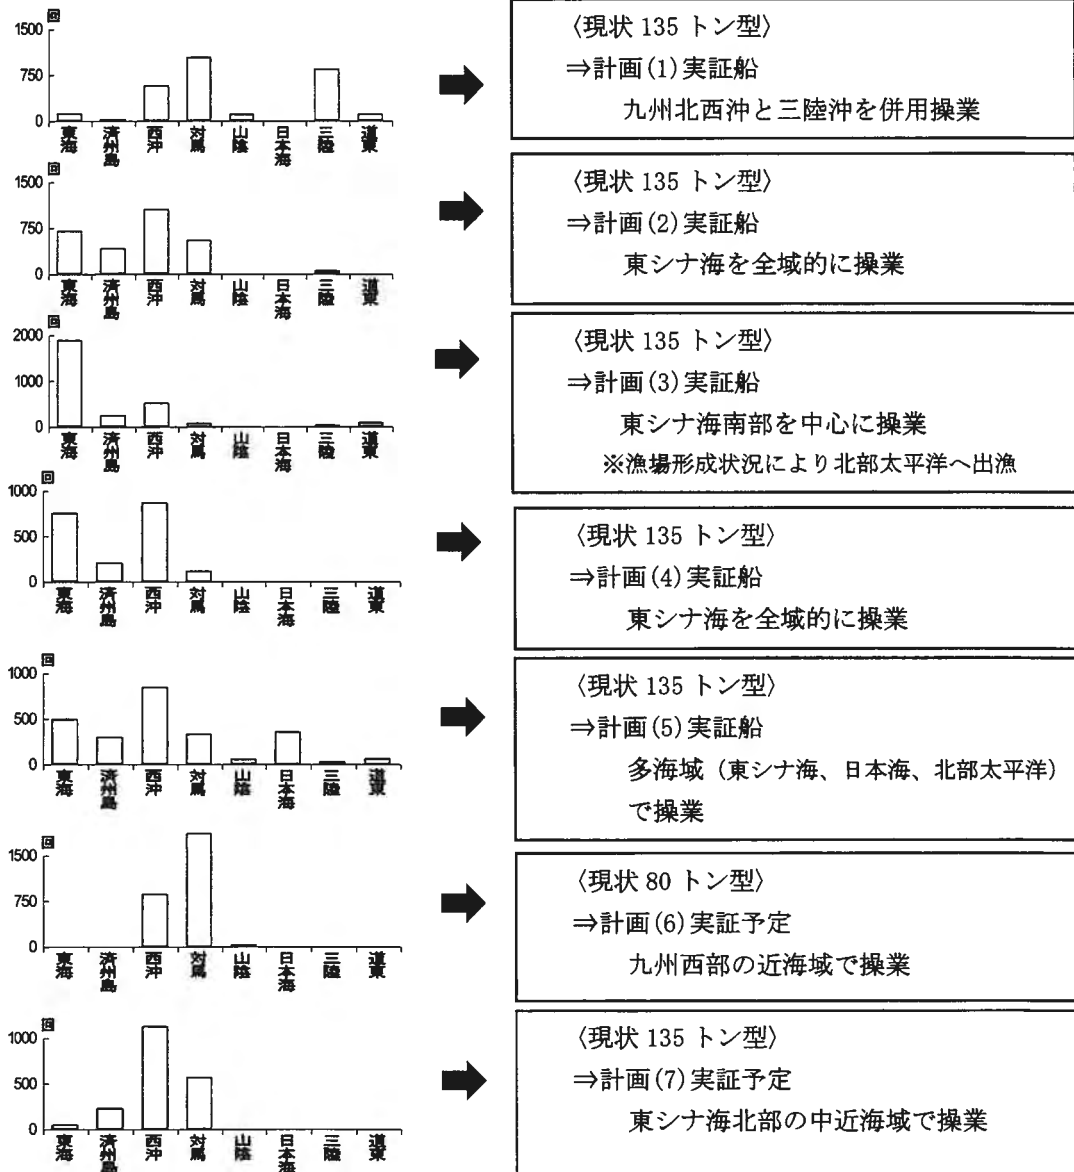 回
1500
750
0
東海 済州島 西沖 対馬 山陰 日本海 三陸 道東
〈現状 135 トン型〉
⇒計画(1)実証船
九州北西沖と三陸沖を併用操業
回
1500
750
0
東海 済州島 西沖 対馬 山陰 日本海 三陸 道東
〈現状 135 トン型〉
⇒計画(2)実証船
東シナ海を全域的に操業
回
2000
1000
0
東海 済州島 西沖 対馬 山陰 日本海 三陸 道東
〈現状 135 トン型〉
⇒計画(3)実証船
東シナ海南部を中心に操業
※漁場形成状況により北部太平洋へ出漁
回
1000
500
0
東海 済州島 西沖 対馬 山陰 日本海 三陸 道東
〈現状 135 トン型〉
⇒計画(4)実証船
東シナ海を全域的に操業
回
1000
500
0
東海 済州島 西沖 対馬 山陰 日本海 三陸 道東
〈現状 135 トン型〉
⇒計画(5)実証船
多海域（東シナ海、日本海、北部太平洋）
で操業
回
1500
750
0
東海 済州島 西沖 対馬 山陰 日本海 三陸 道東
〈現状 80 トン型〉
⇒計画(6)実証予定
九州西部の近海域で操業
回
1000
500
0
東海 済州島 西沖 対馬 山陰 日本海 三陸 道東
〈現状 135 トン型〉
⇒計画(7)実証予定
東シナ海北部の中近海域で操業